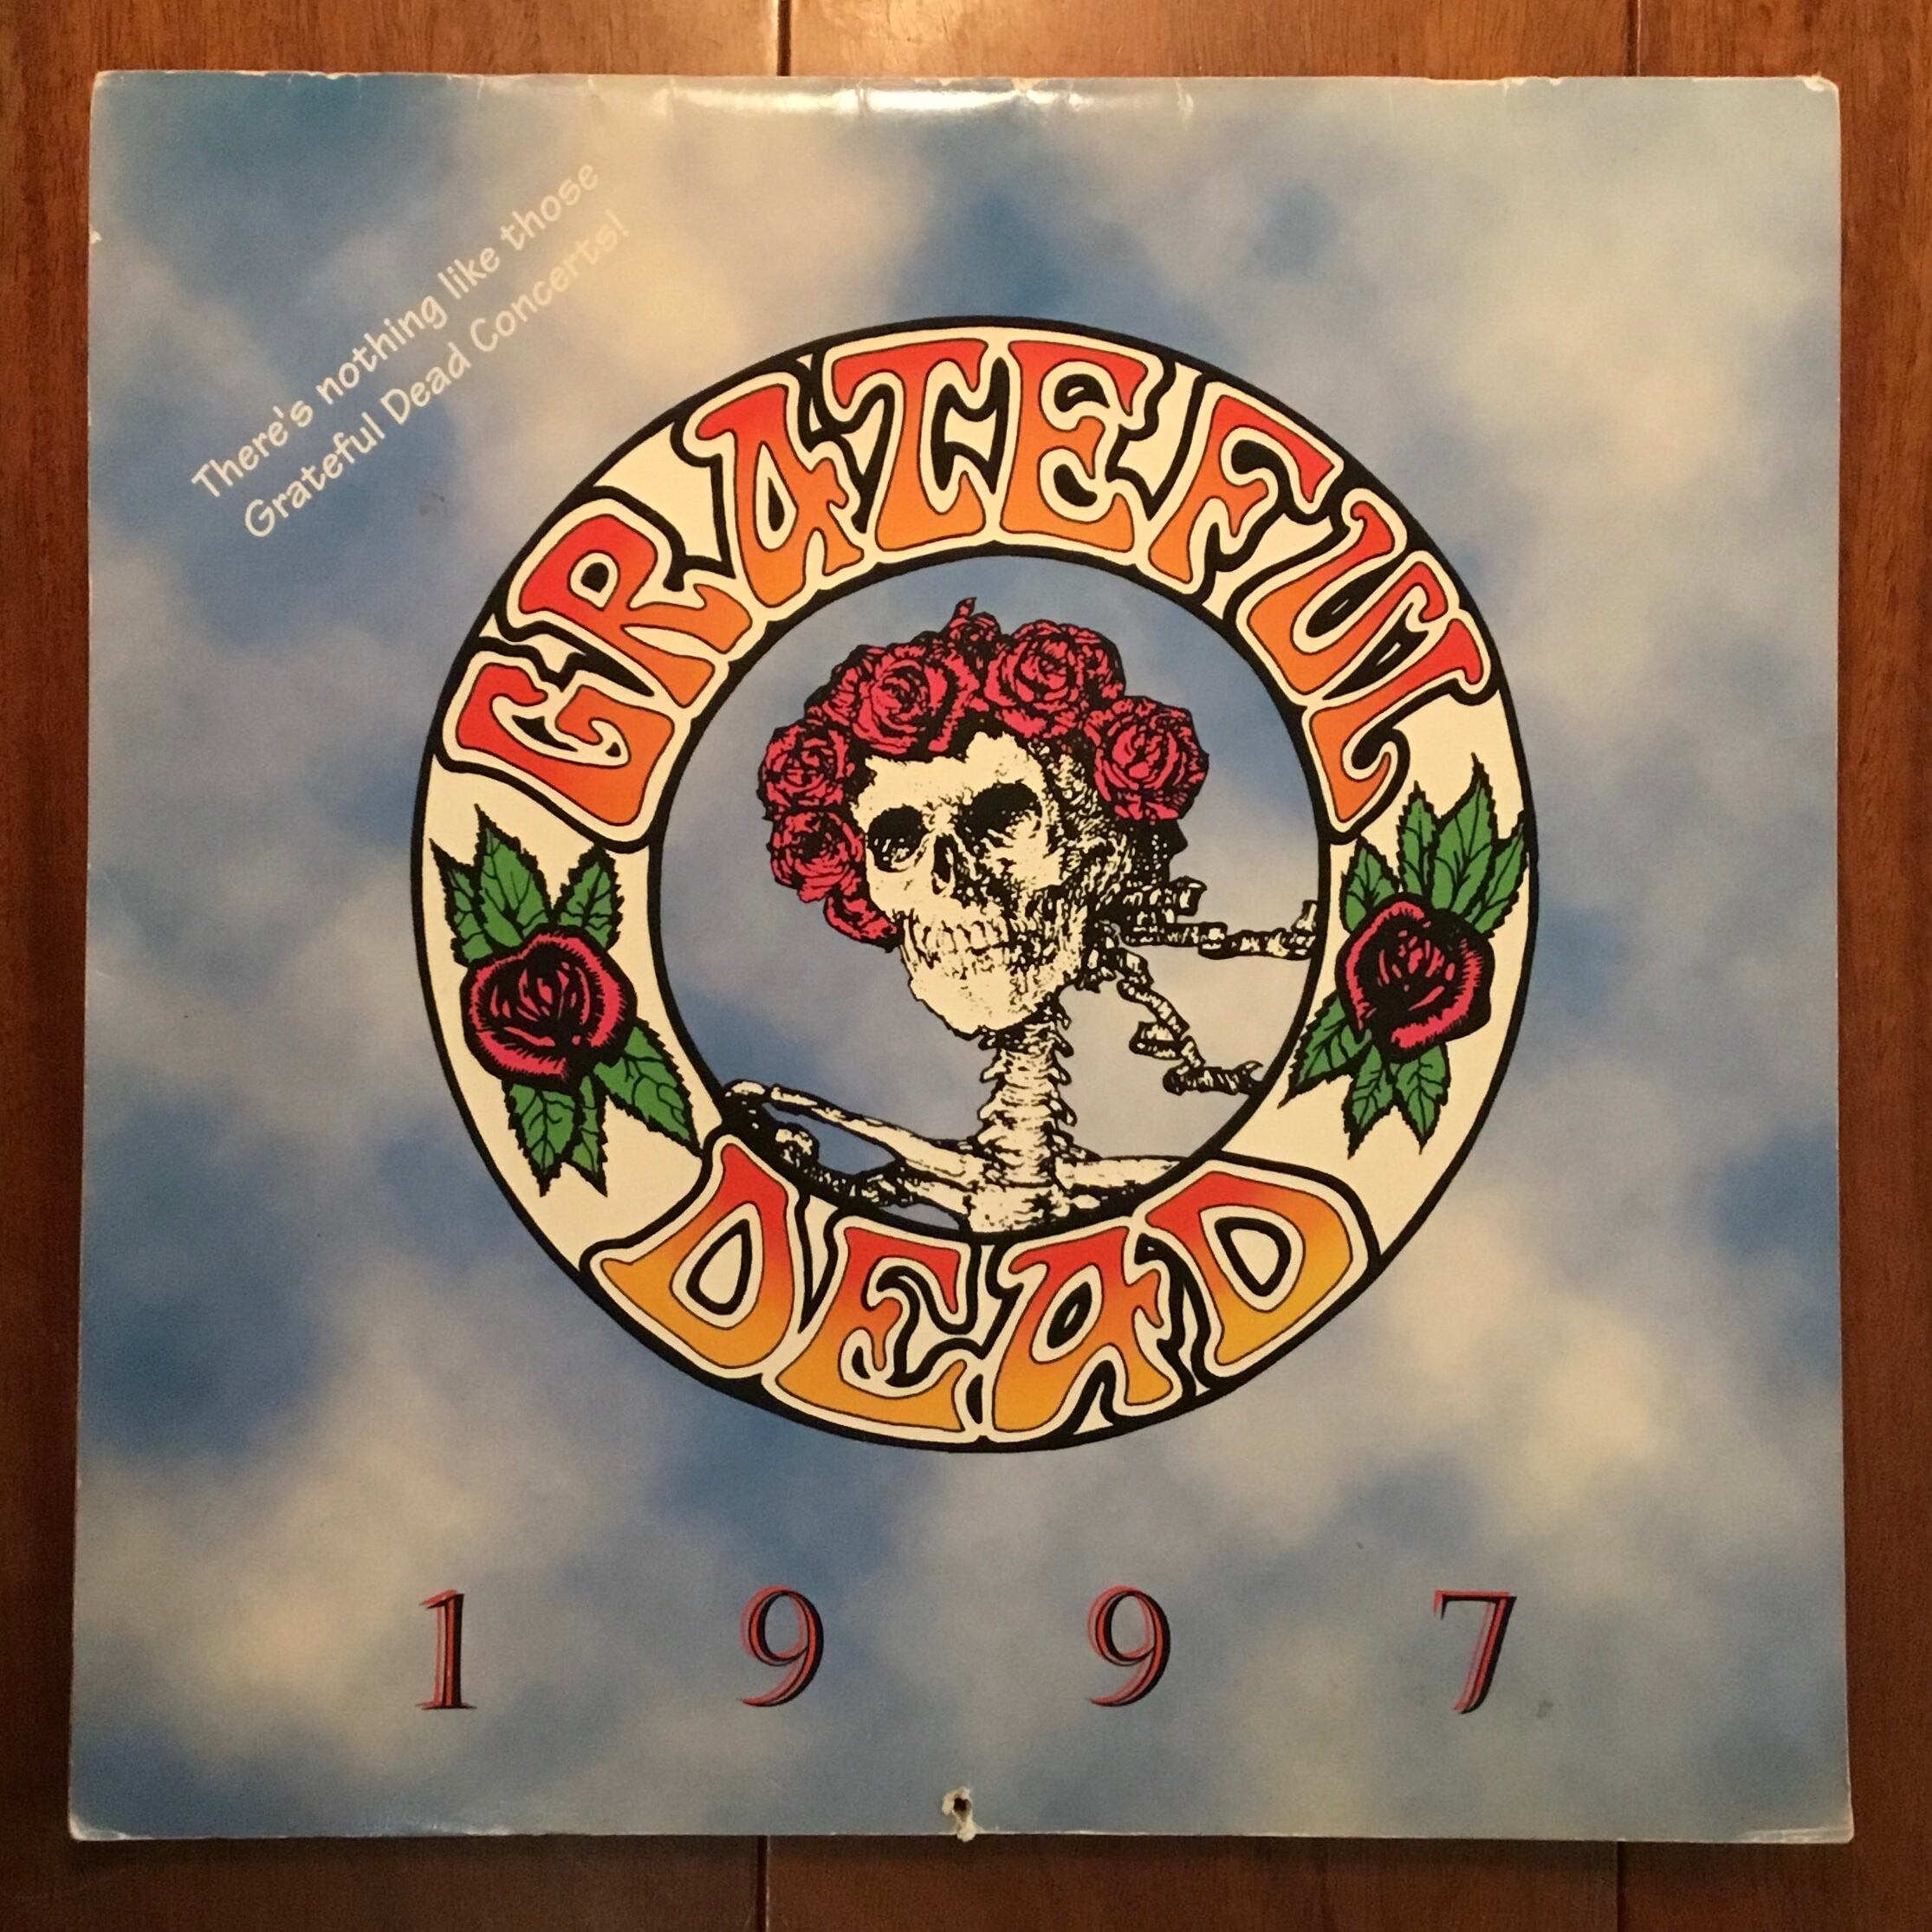 There's nothing like those
Grateful Dead Concerts!
GRATEFUL
DEAD
1997